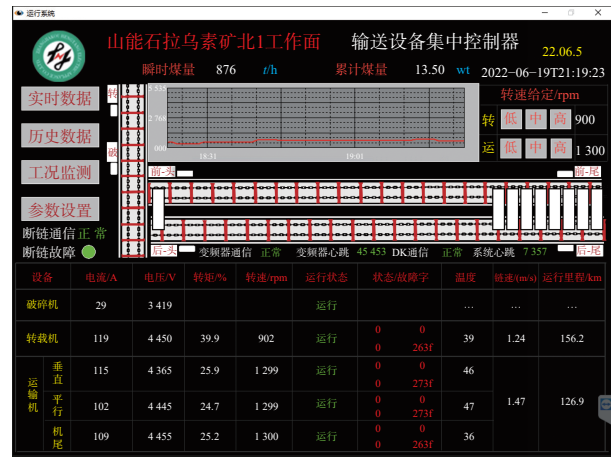 运行系统
山能石拉乌素矿北1工作面 输送设备集中控制器 22.06.5
瞬时煤量 876 t/h 累计煤量 13.50 wt 2022-06-19T21:19:23
实时数据
历史数据
工况监测
参数设置
断链通信 正常
断链故障
转
破
5 535
2 768
000
18:31 19:01
转速给定/rpm
转 低 中 高 900
运 低 中 高 1 300
前-头 前-尾
后-头 变频器通信 正常 变频器心跳 45 453 DK通信 正常 系统心跳 7 357 后-尾
设备 电流/A 电压/V 转矩/% 转速/rpm 运行状态 状态/故障字 温度 链速/(m/s) 运行里程/km
破碎机 29 3 419 运行 … … …
转载机 119 4 450 39.9 902 运行 0 0 0 263f 39 1.24 156.2
运输机 垂直 115 4 365 25.9 1 299 运行 0 0 0 273f 46
平行 102 4 445 24.7 1 299 运行 0 0 0 273f 47 1.47 126.9
机尾 109 4 455 25.2 1 300 运行 0 0 0 263f 36